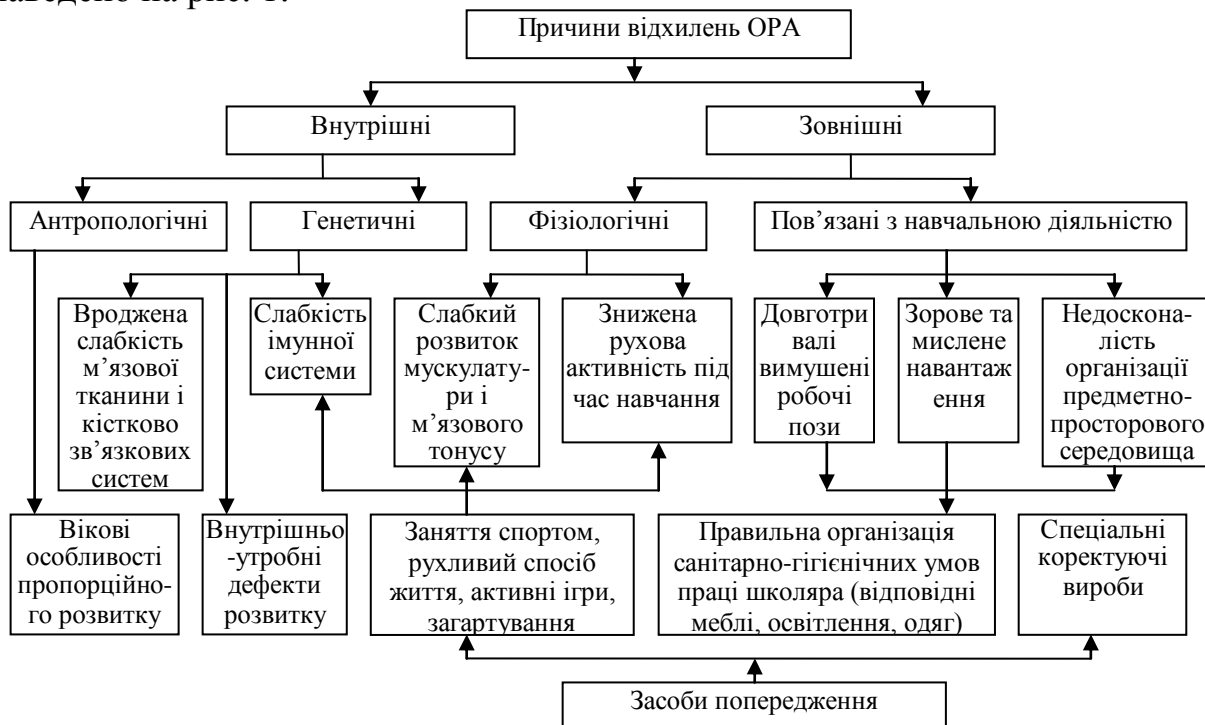 наведено на рис. 1.
Причини відхилень ОРА
Внутрішні
Зовнішні
Антропологічні
Генетичні
Фізіологічні
Пов’язані з навчальною діяльністю
Вроджена
слабкість
м’язової
тканини і
кістково
зв’язкових
систем
Слабкість
імунної
системи
Слабкий
розвиток
мускулату-
ри і
м’язового
тонусу
Знижена
рухова
активність під
час навчання
Довготри
валі
вимушені
робочі
пози
Зорове та
мислене
навантаж
ення
Недоскона-
лість
організації
предметно-
просторового
середовища
Вікові
особливості
пропорційно-
го розвитку
Внутрішньо
-утробні
дефекти
розвитку
Заняття спортом,
рухливий спосіб
життя, активні ігри,
загартування
Правильна організація
санітарно-гігієнічних умов
праці школяра (відповідні
меблі, освітлення, одяг)
Спеціальні
коректуючі
вироби
Засоби попередження